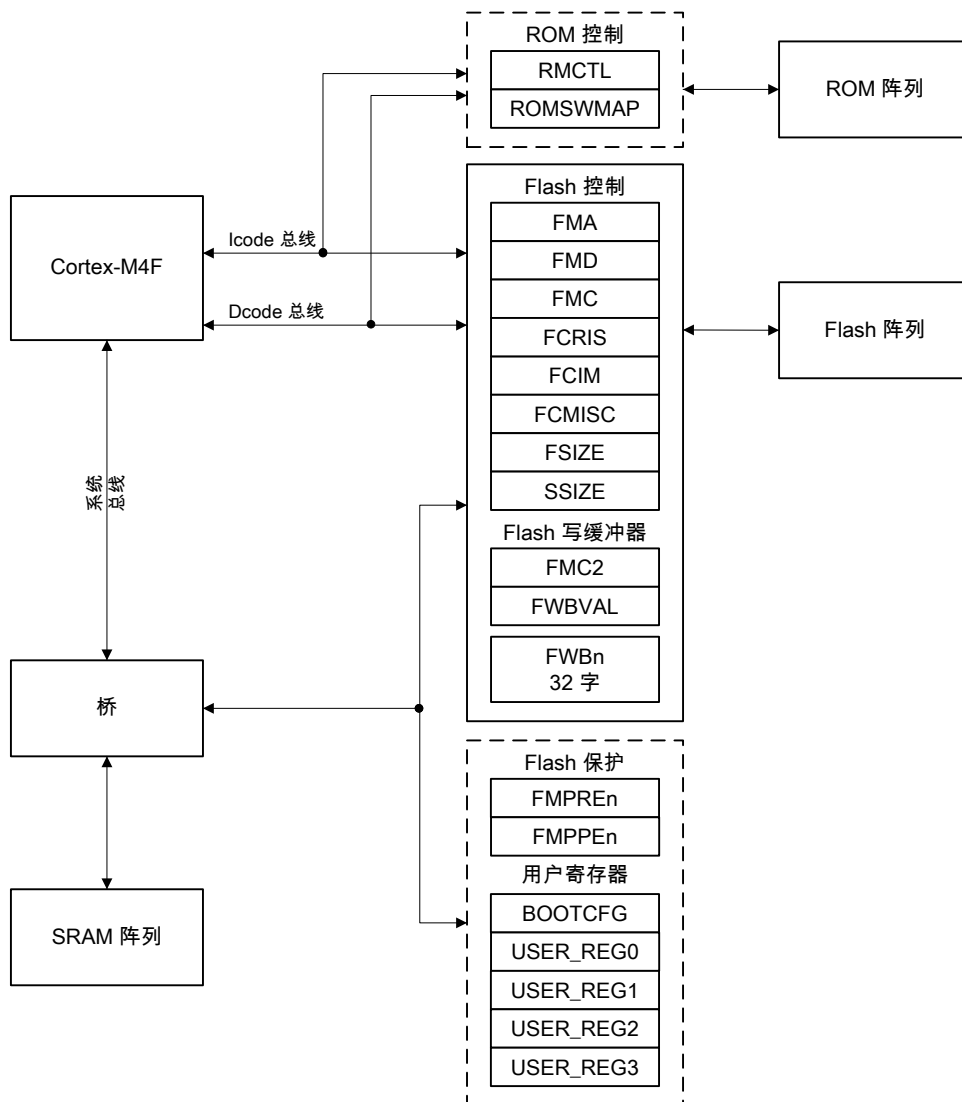 ROM 控制
RMCTL
ROMSWMAP
ROM 阵列
Flash 控制
FMA
FMD
FMC
FCRIS
FCIM
FCMISC
FSIZE
SSIZE
Flash 写缓冲器
FMC2
FWBVAL
FWBn
32 字
Flash 阵列
Cortex-M4F
Icode 总线
Dcode 总线
系统
总线
桥
SRAM 阵列
Flash 保护
FMPREn
FMPPEn
用户寄存器
BOOTCFG
USER_REG0
USER_REG1
USER_REG2
USER_REG3